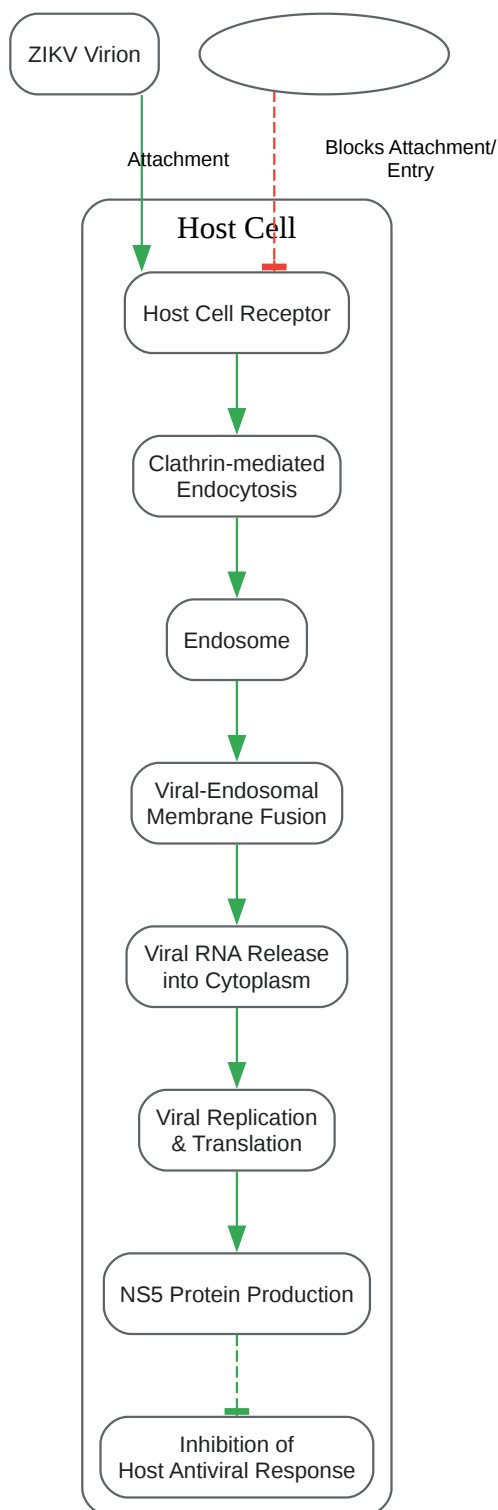 ZIKV Virion
Attachment
Blocks Attachment/
Entry
Host Cell
Host Cell Receptor
Clathrin-mediated
Endocytosis
Endosome
Viral-Endosomal
Membrane Fusion
Viral RNA Release
into Cytoplasm
Viral Replication
& Translation
NS5 Protein Production
Inhibition of
Host Antiviral Response